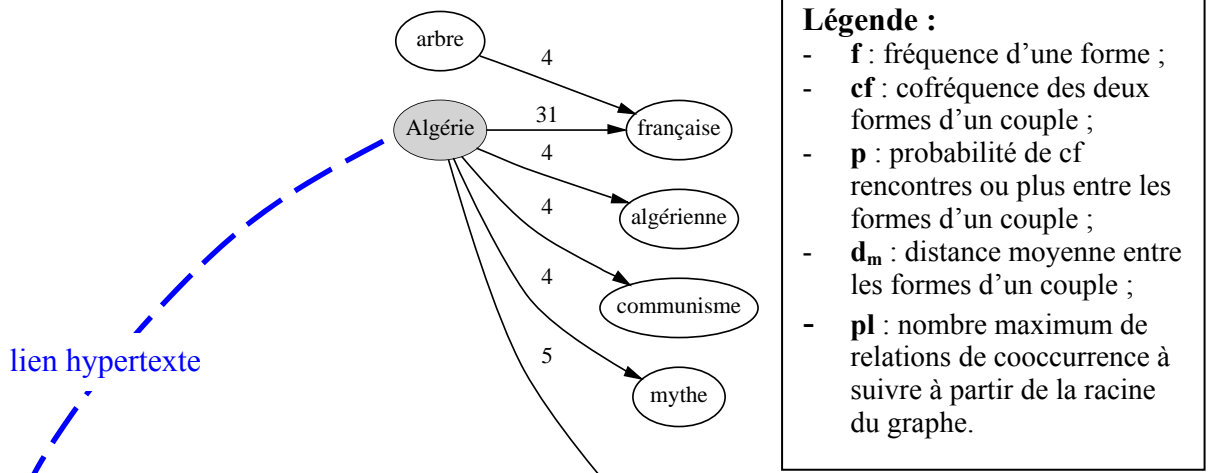 arbre
4
Algérie
31
française
4
algérienne
4
communisme
4
mythe
5
lien hypertexte
Légende :
- f : fréquence d'une forme ;
- cf : cofréquence des deux
formes d'un couple ;
- p : probabilité de cf
rencontres ou plus entre les
formes d'un couple ;
- dm : distance moyenne entre
les formes d'un couple ;
- pl : nombre maximum de
relations de cooccurrence à
suivre à partir de la racine
du graphe.